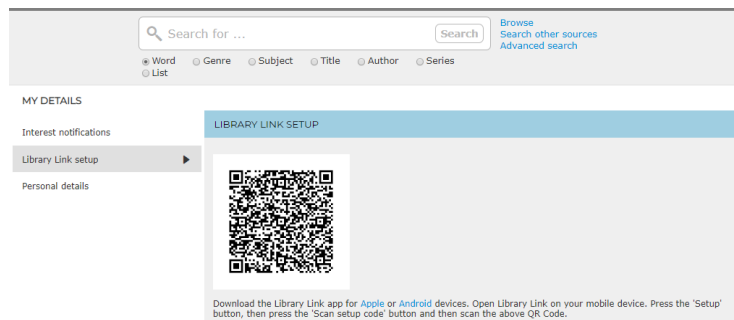 Search for ...
Search
Browse
Search other sources
Advanced search
Word
Genre
Subject
Title
Author
Series
List
MY DETAILS
Interest notifications
Library Link setup
Personal details
LIBRARY LINK SETUP
Download the Library Link app for Apple or Android devices. Open Library Link on your mobile device. Press the 'Setup'
button, then press the 'Scan setup code' button and then scan the above QR Code.